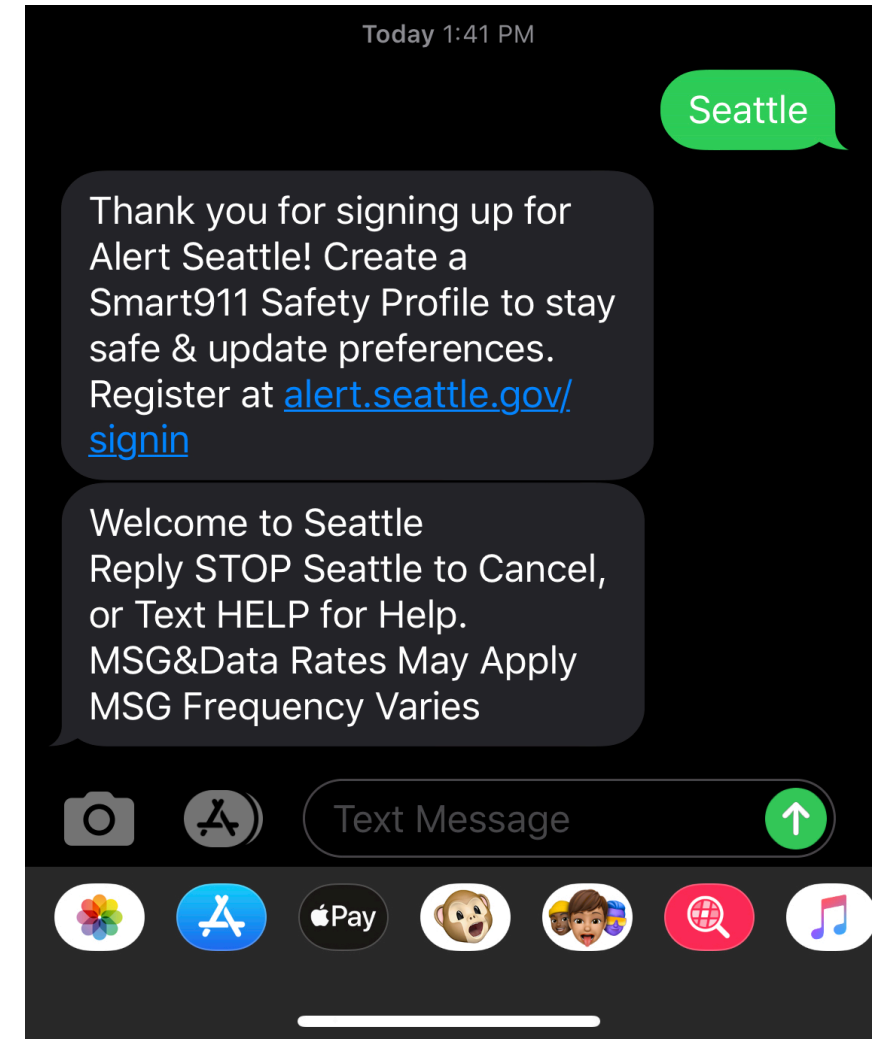 Today 1:41 PM
Seattle
Thank you for signing up for
Alert Seattle! Create a
Smart911 Safety Profile to stay
safe & update preferences.
Register at alert.seattle.gov/
signin
Welcome to Seattle
Reply STOP Seattle to Cancel,
or Text HELP for Help.
MSG&Data Rates May Apply
MSG Frequency Varies
Text Message
Pay